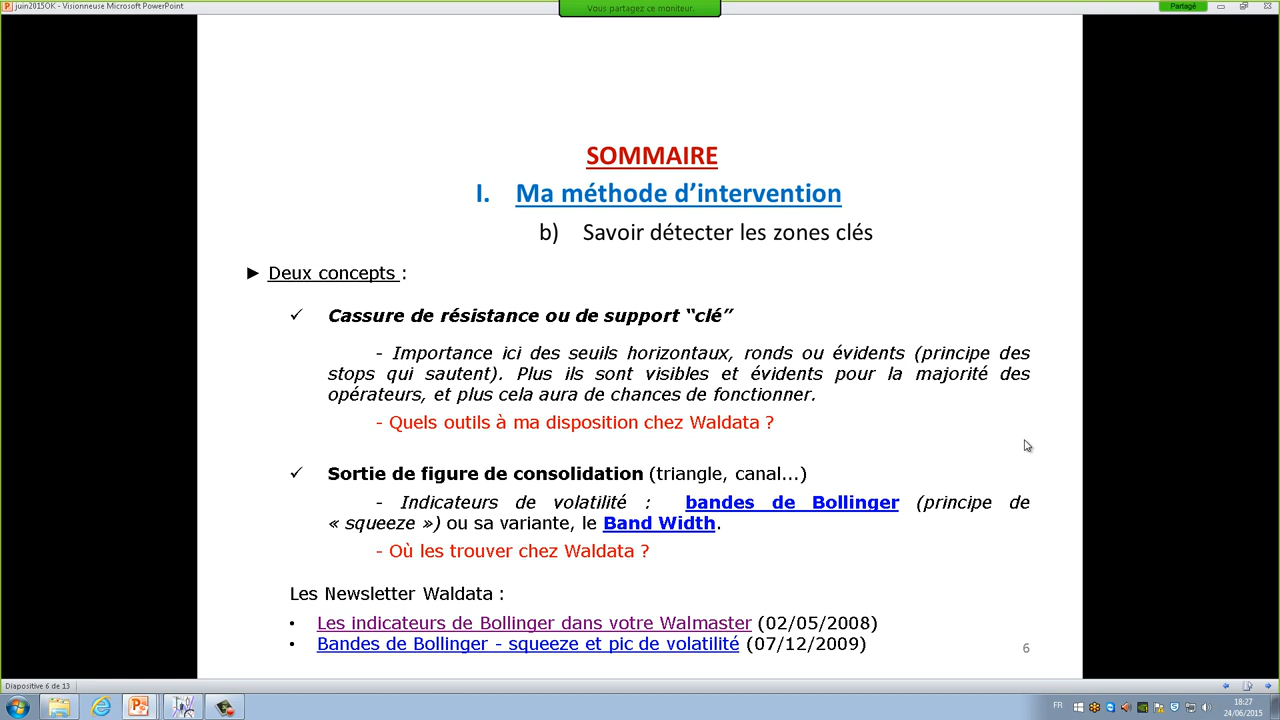 juin2015OK - Visionneuse Microsoft PowerPoint
Vous partagez ce moniteur.
Partagé
SOMMAIRE
I. Ma méthode d’intervention
b) Savoir détecter les zones clés
► Deux concepts :
✓ Cassure de résistance ou de support “clé”
- Importance ici des seuils horizontaux, ronds ou évidents (principe des
stops qui sautent). Plus ils sont visibles et évidents pour la majorité des
opérateurs, et plus cela aura de chances de fonctionner.
- Quels outils à ma disposition chez Waldata ?
✓ Sortie de figure de consolidation (triangle, canal...)
- Indicateurs de volatilité : bandes de Bollinger (principe de
« squeeze ») ou sa variante, le Band Width.
- Où les trouver chez Waldata ?
Les Newsletter Waldata :
• Les indicateurs de Bollinger dans votre Walmaster (02/05/2008)
• Bandes de Bollinger - squeeze et pic de volatilité (07/12/2009)
6
Diapositive 6 de 13
FR
18:27
24/06/2015